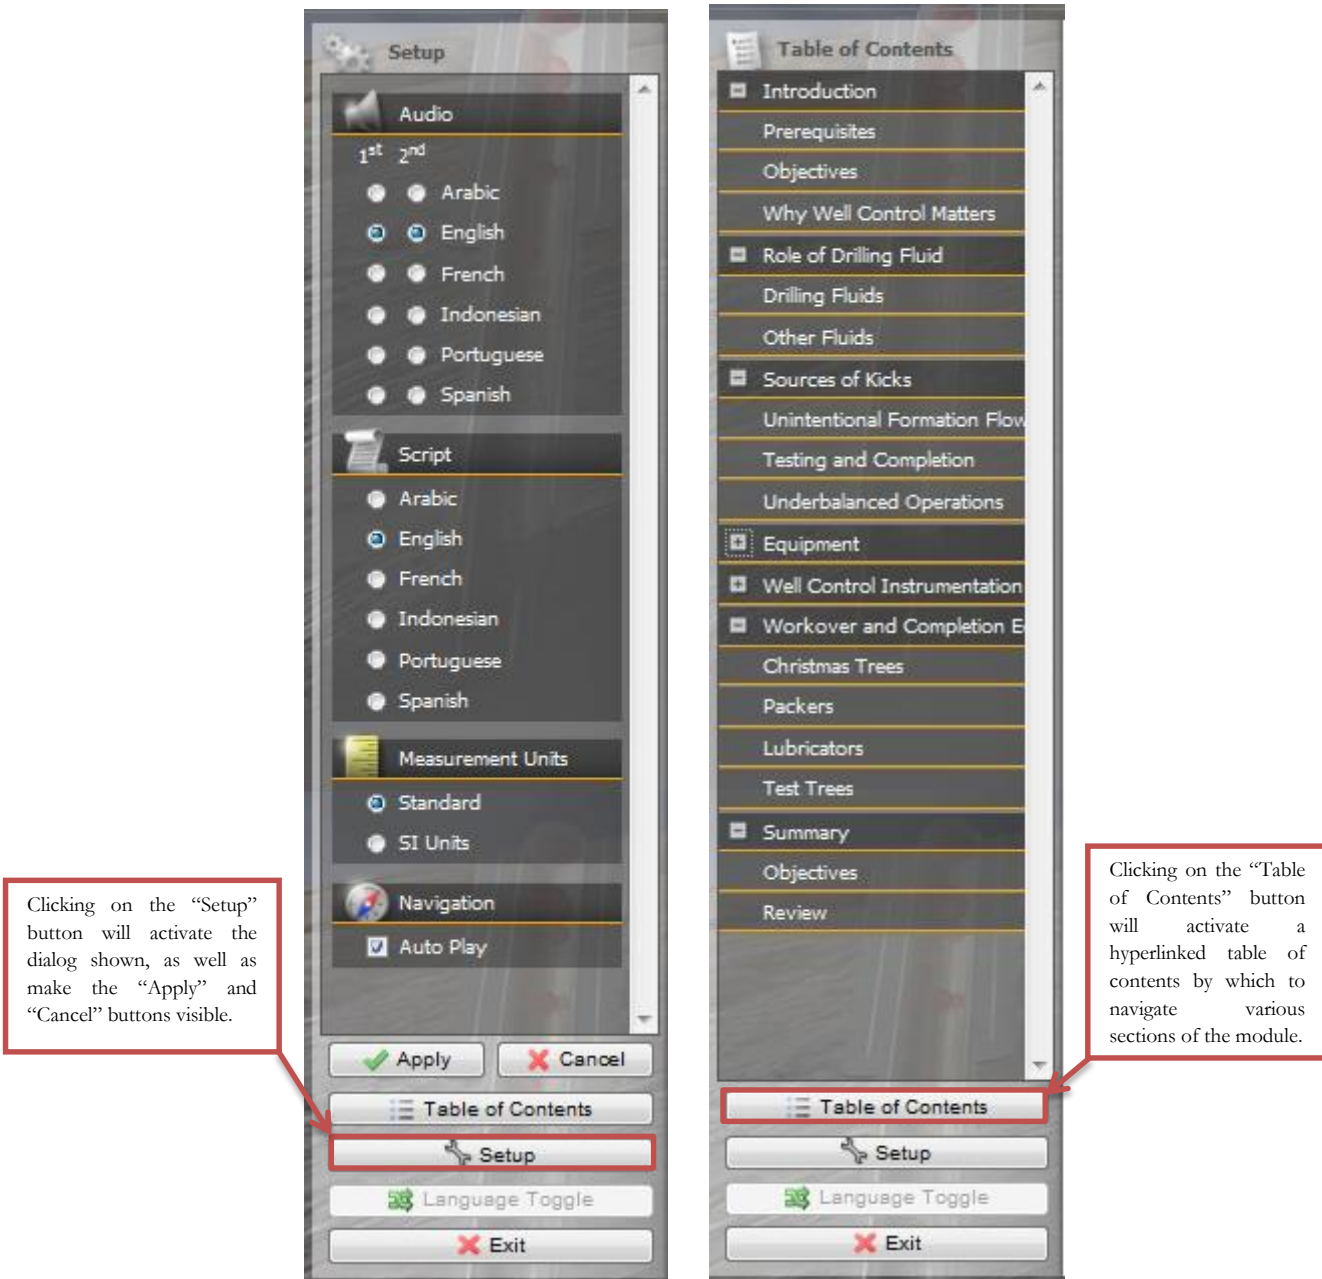 Setup
Audio
1st 2nd
Arabic
English
French
Indonesian
Portuguese
Spanish
Script
Arabic
English
French
Indonesian
Portuguese
Spanish
Measurement Units
Standard
SI Units
Navigation
Auto Play
Apply
Cancel
Table of Contents
Setup
Language Toggle
Exit
Clicking on the “Setup”
button will activate the
dialog shown, as well as
make the “Apply” and
“Cancel” buttons visible.
Table of Contents
Introduction
Prerequisites
Objectives
Why Well Control Matters
Role of Drilling Fluid
Drilling Fluids
Other Fluids
Sources of Kicks
Unintentional Formation Flow
Testing and Completion
Underbalanced Operations
Equipment
Well Control Instrumentation
Workover and Completion E
Christmas Trees
Packers
Lubricators
Test Trees
Summary
Objectives
Review
Table of Contents
Setup
Language Toggle
Exit
Clicking on the “Table
of Contents” button
will activate a
hyperlinked table of
contents by which to
navigate various
sections of the module.